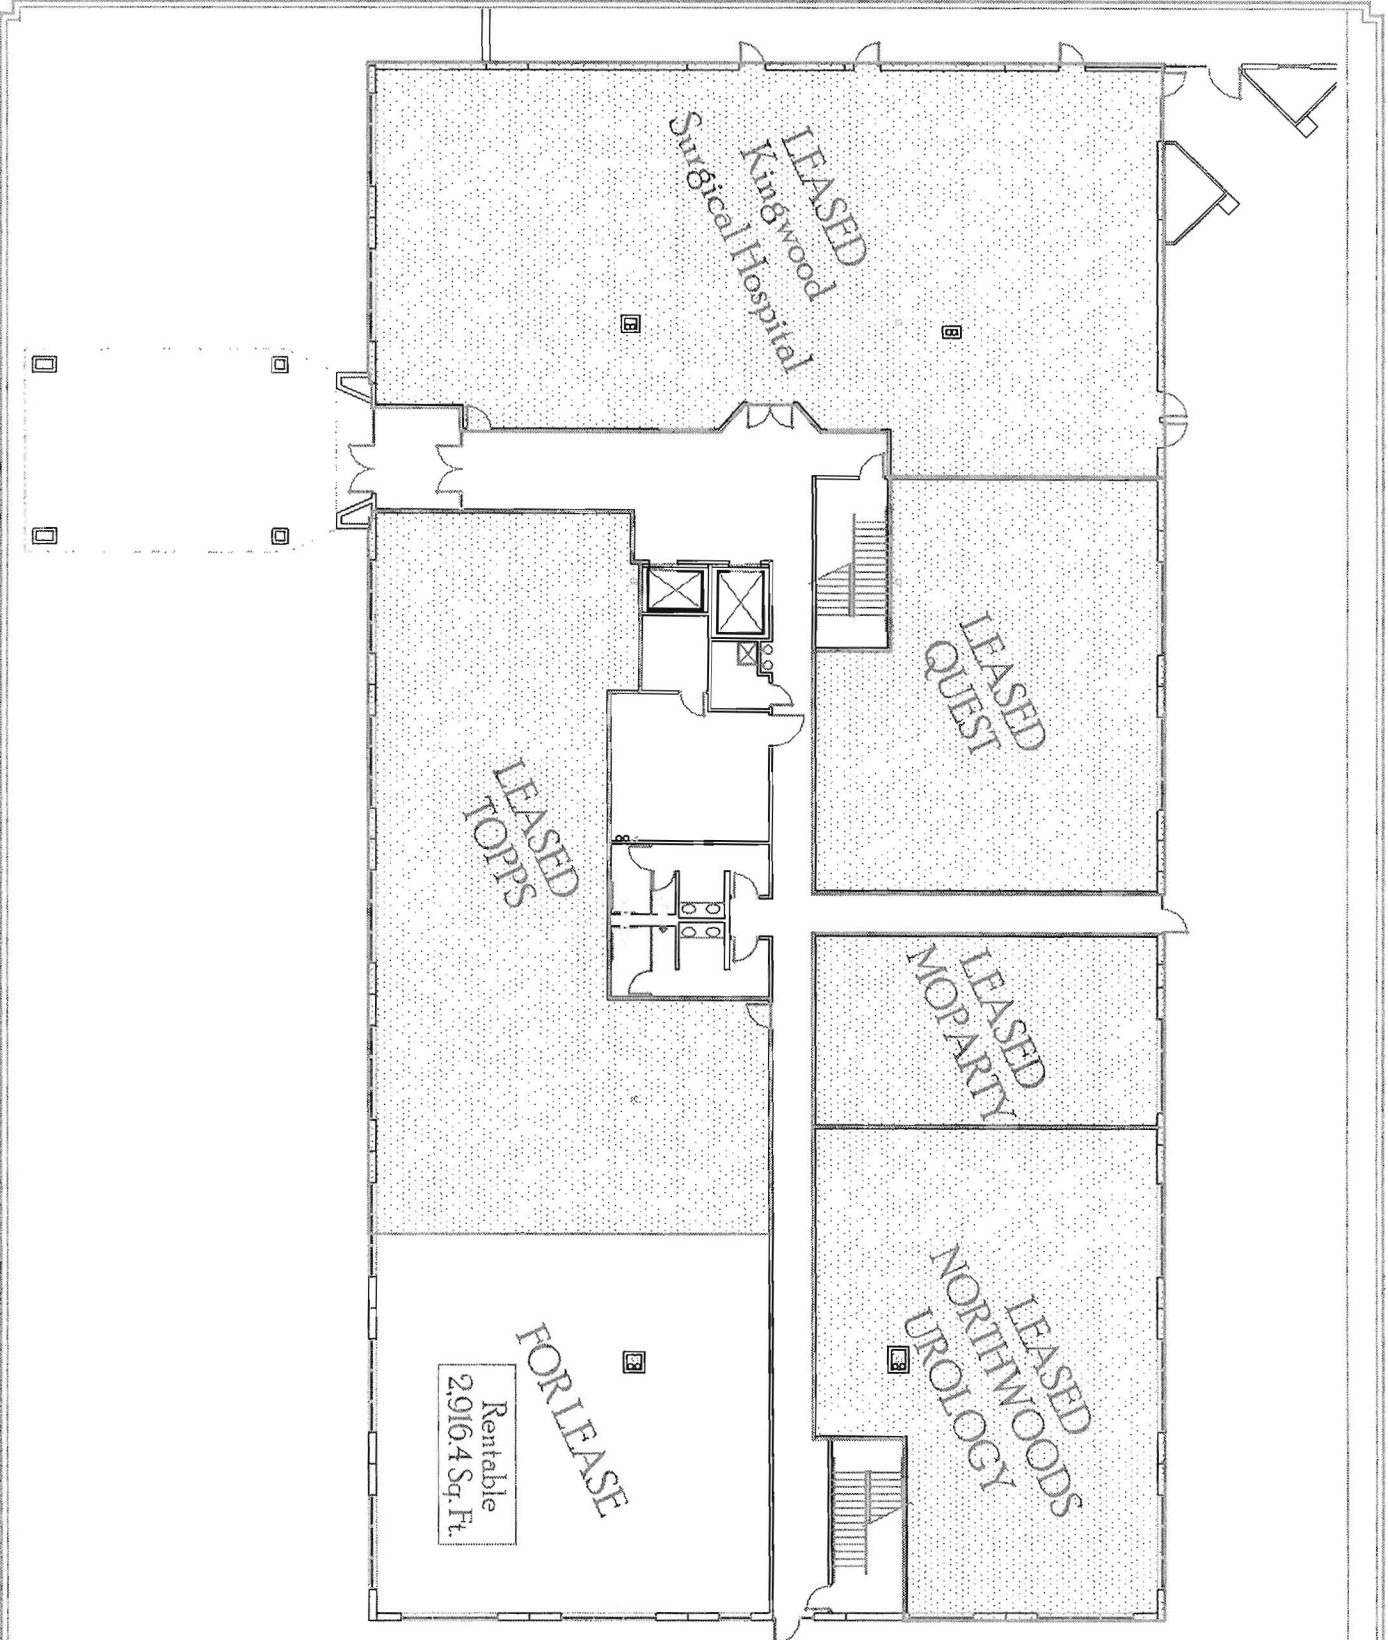 LEASED
Kingwood
Surgical Hospital
LEASED
QUEST
LEASED
TOPPS
LEASED
MOPARTY
LEASED
NORTHWOODS
UROLOGY
FOR LEASE
Rentable
2,916.4 Sq. Ft.